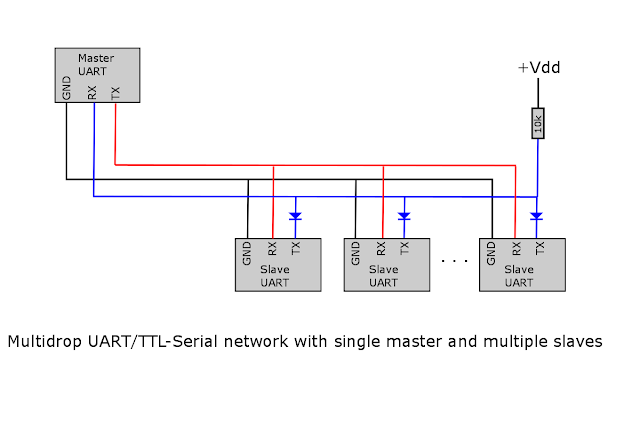 Master
UART
GND
RX
TX
+Vdd
10k
GND
RX
TX
Slave
UART
GND
RX
TX
Slave
UART
. . .
GND
RX
TX
Slave
UART
Multidrop UART/TTL-Serial network with single master and multiple slaves